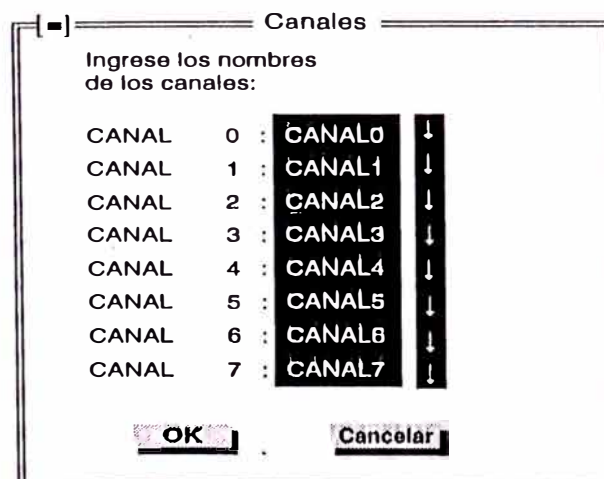 [■] Canales
Ingrese los nombres
de los canales:
CANAL 0 : CANAL0 ↓
CANAL 1 : CANAL1 ↓
CANAL 2 : CANAL2 ↓
CANAL 3 : CANAL3 ↓
CANAL 4 : CANAL4 ↓
CANAL 5 : CANAL5 ↓
CANAL 6 : CANAL6 ↓
CANAL 7 : CANAL7 ↓
OK Cancelar